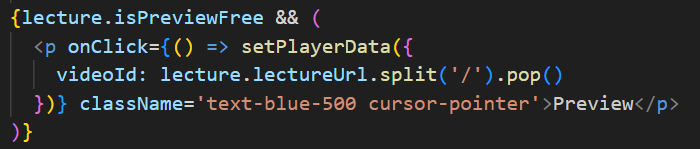 {lecture.isPreviewFree && (
  <p onClick={() => setPlayerData({
    videoId: lecture.lectureUrl.split('/').pop()
  })} className='text-blue-500 cursor-pointer'>Preview</p>
)}